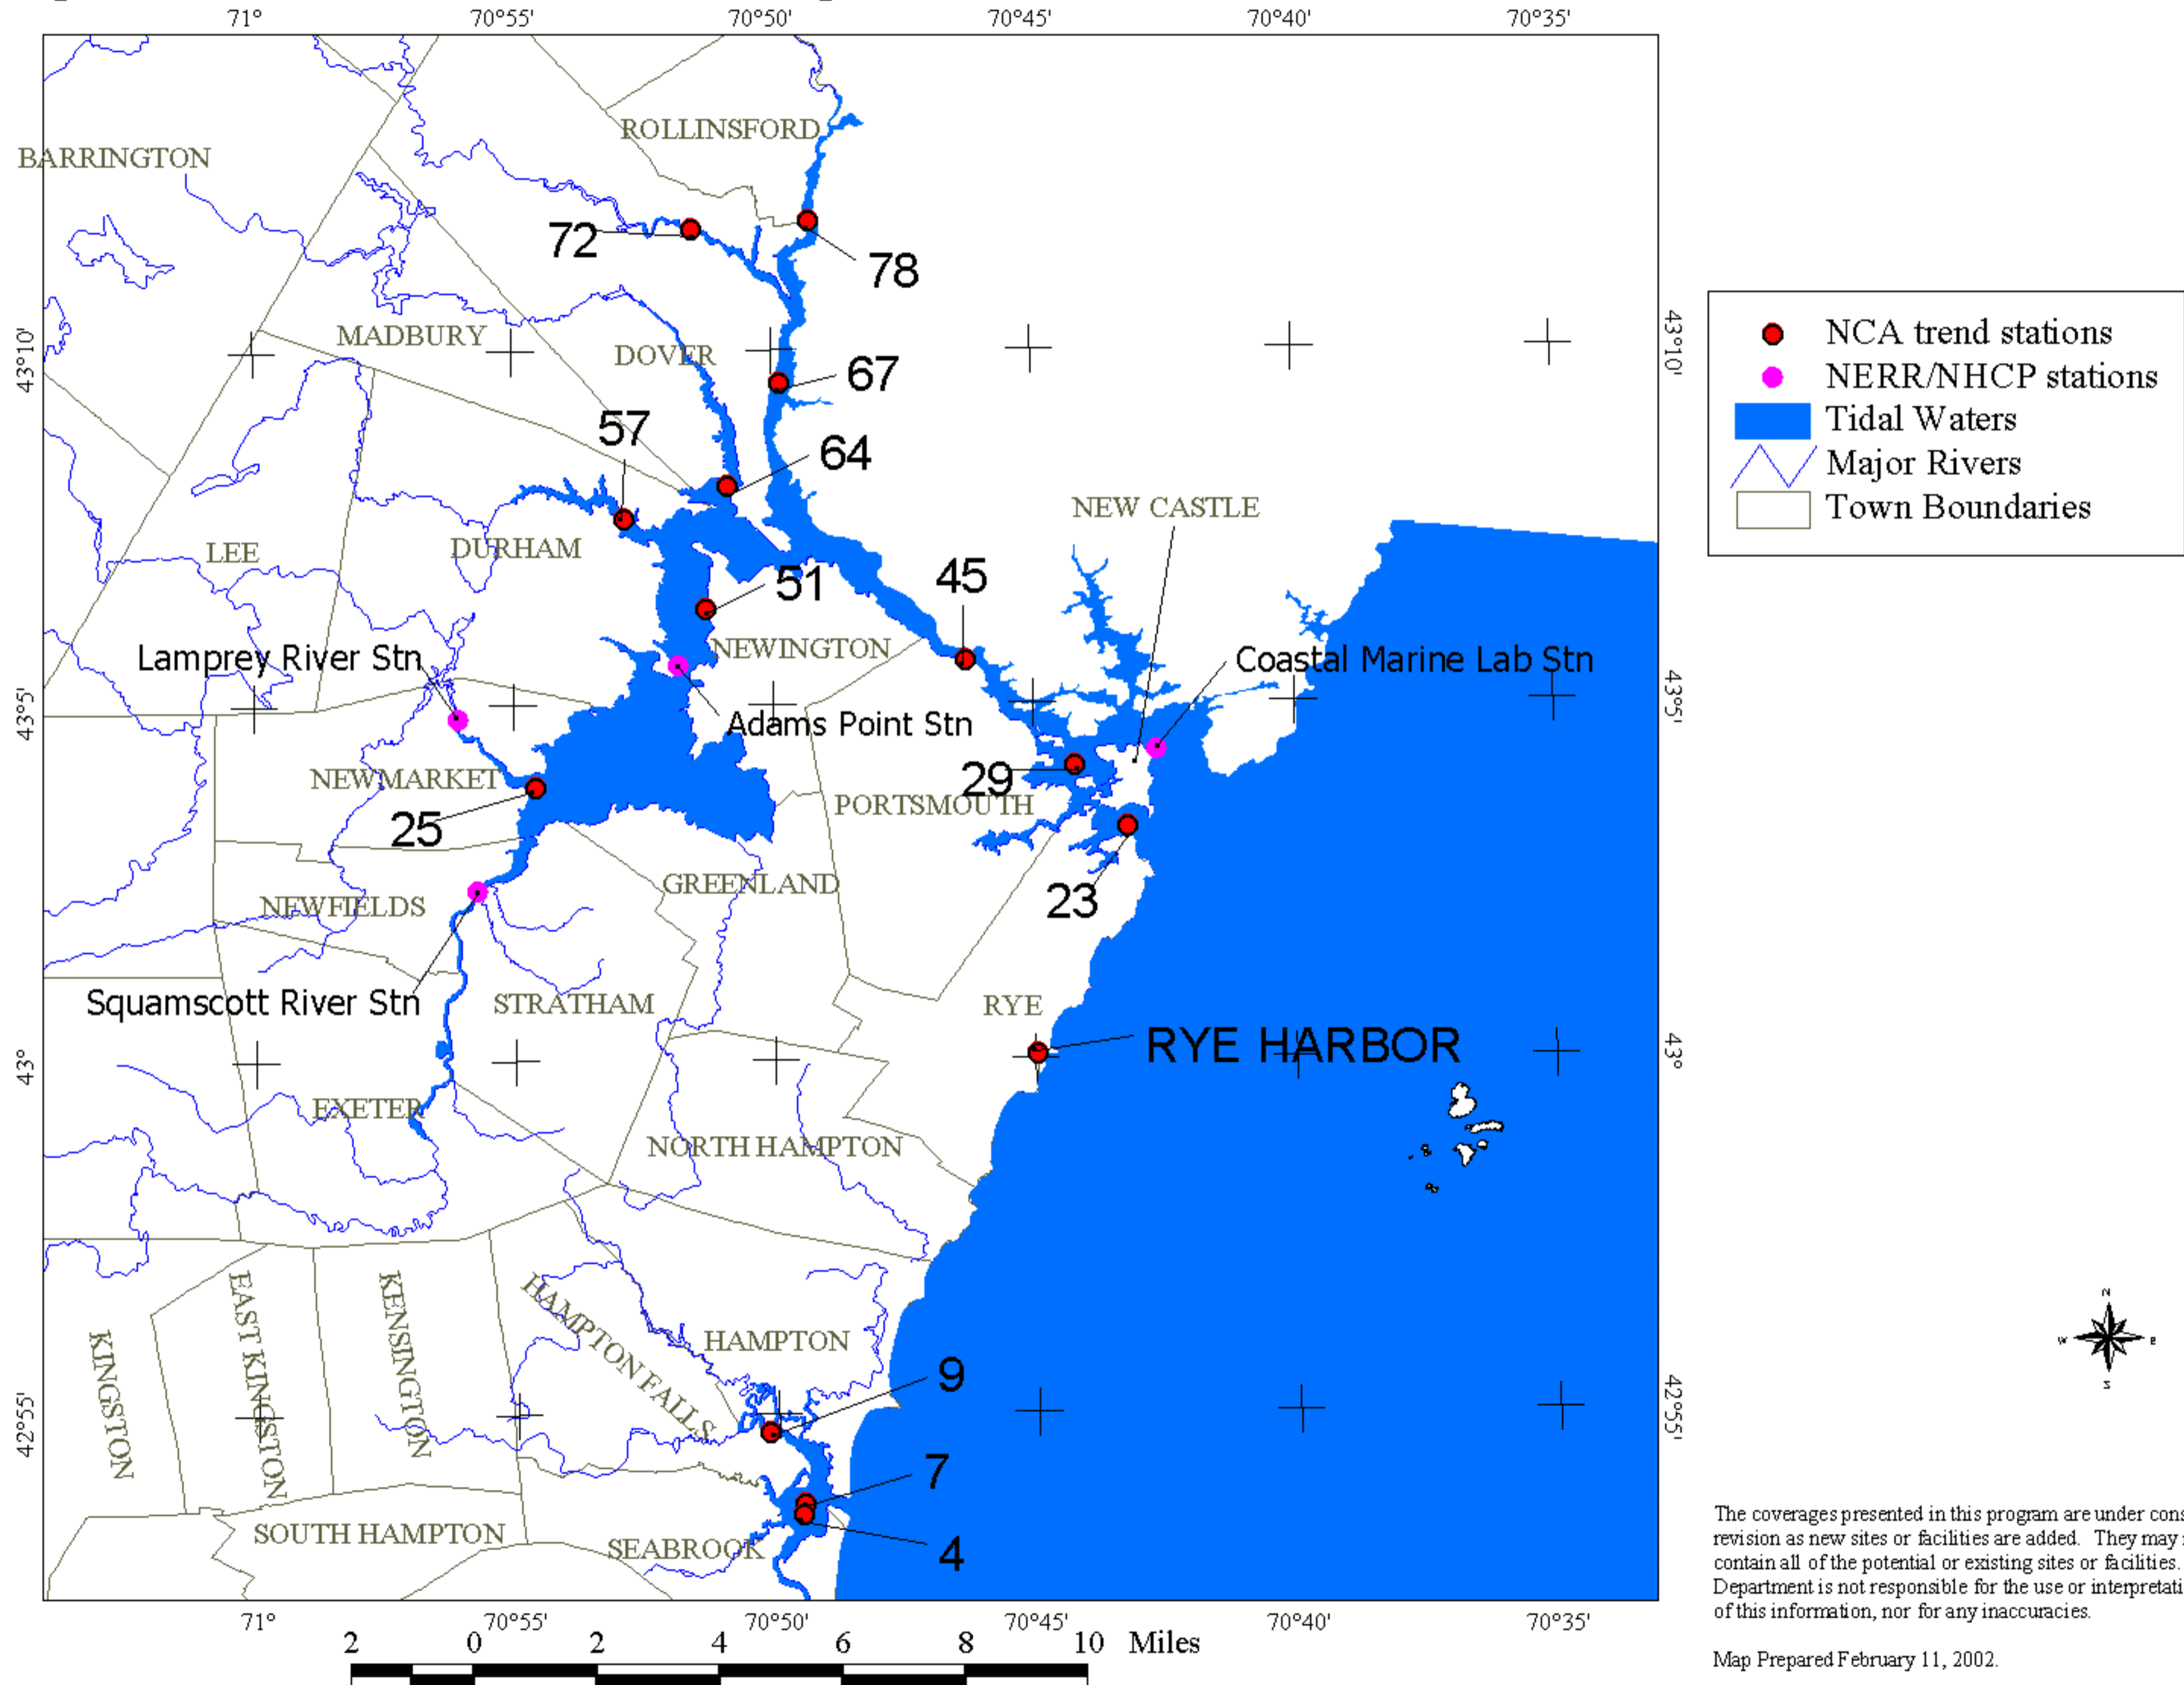 71°
70°55'
70°50'
70°45'
70°40'
70°35'
ROLLINSFORD
BARRINGTON
72
78
43°10'
43°10'
MADBURY
DOVER
67
57
64
NEW CASTLE
LEE
DURHAM
51
45
NEWINGTON
Lamprey River Stn
Coastal Marine Lab Stn
43°5'
43°5'
Adams Point Stn
NEWMARKET
29
PORTSMOUTH
25
GREENLAND
23
NEWFIELDS
Squamscott River Stn
STRATHAM
RYE
RYE HARBOR
43°
43°
EXETER
NORTH HAMPTON
KINGSTON
EAST KINGSTON
KENSINGTON
HAMPTON FALLS
HAMPTON
9
42°55'
42°55'
7
SOUTH HAMPTON
SEABROOK
4
71°
70°55'
70°50'
70°45'
70°40'
70°35'
2 0 2 4 6 8 10 Miles
NCA trend stations
NERR/NHCP stations
Tidal Waters
Major Rivers
Town Boundaries
N
W E
The coverages presented in this program are under
revision as new sites or facilities are added. They may
contain all of the potential or existing sites or facilities.
Department is not responsible for the use or
of this information, nor for any inaccuracies.
Map Prepared February 11, 2002.